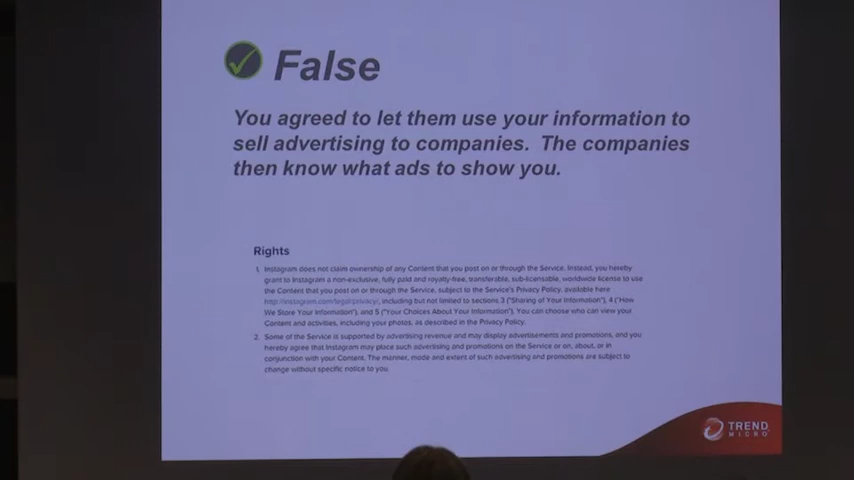 False
You agreed to let them use your information to
sell advertising to companies. The companies
then know what ads to show you.
Rights
1. Instagram does not claim ownership of any Content that you post on or through the Service. Instead, you hereby
grant to Instagram a non-exclusive, fully paid and royalty-free, transferable, sub-licensable, worldwide license to use
the Content that you post on or through the Service, subject to the Service's Privacy Policy, available here
http://instagram.com/legal/privacy/, including but not limited to sections 3 ("Sharing of Your Information"), 4 ("How
We Store Your Information"), and 5 ("Your Choices About Your Information"). You can choose who can view your
Content and activities, including your photos, as described in the Privacy Policy.
2. Some of the Service is supported by advertising revenue and may display advertisements and promotions, and you
hereby agree that Instagram may place such advertising and promotions on the Service or on, about, or in
conjunction with your Content. The manner, mode and extent of such advertising and promotions are subject to
change without specific notice to you.
TREND
MICRO